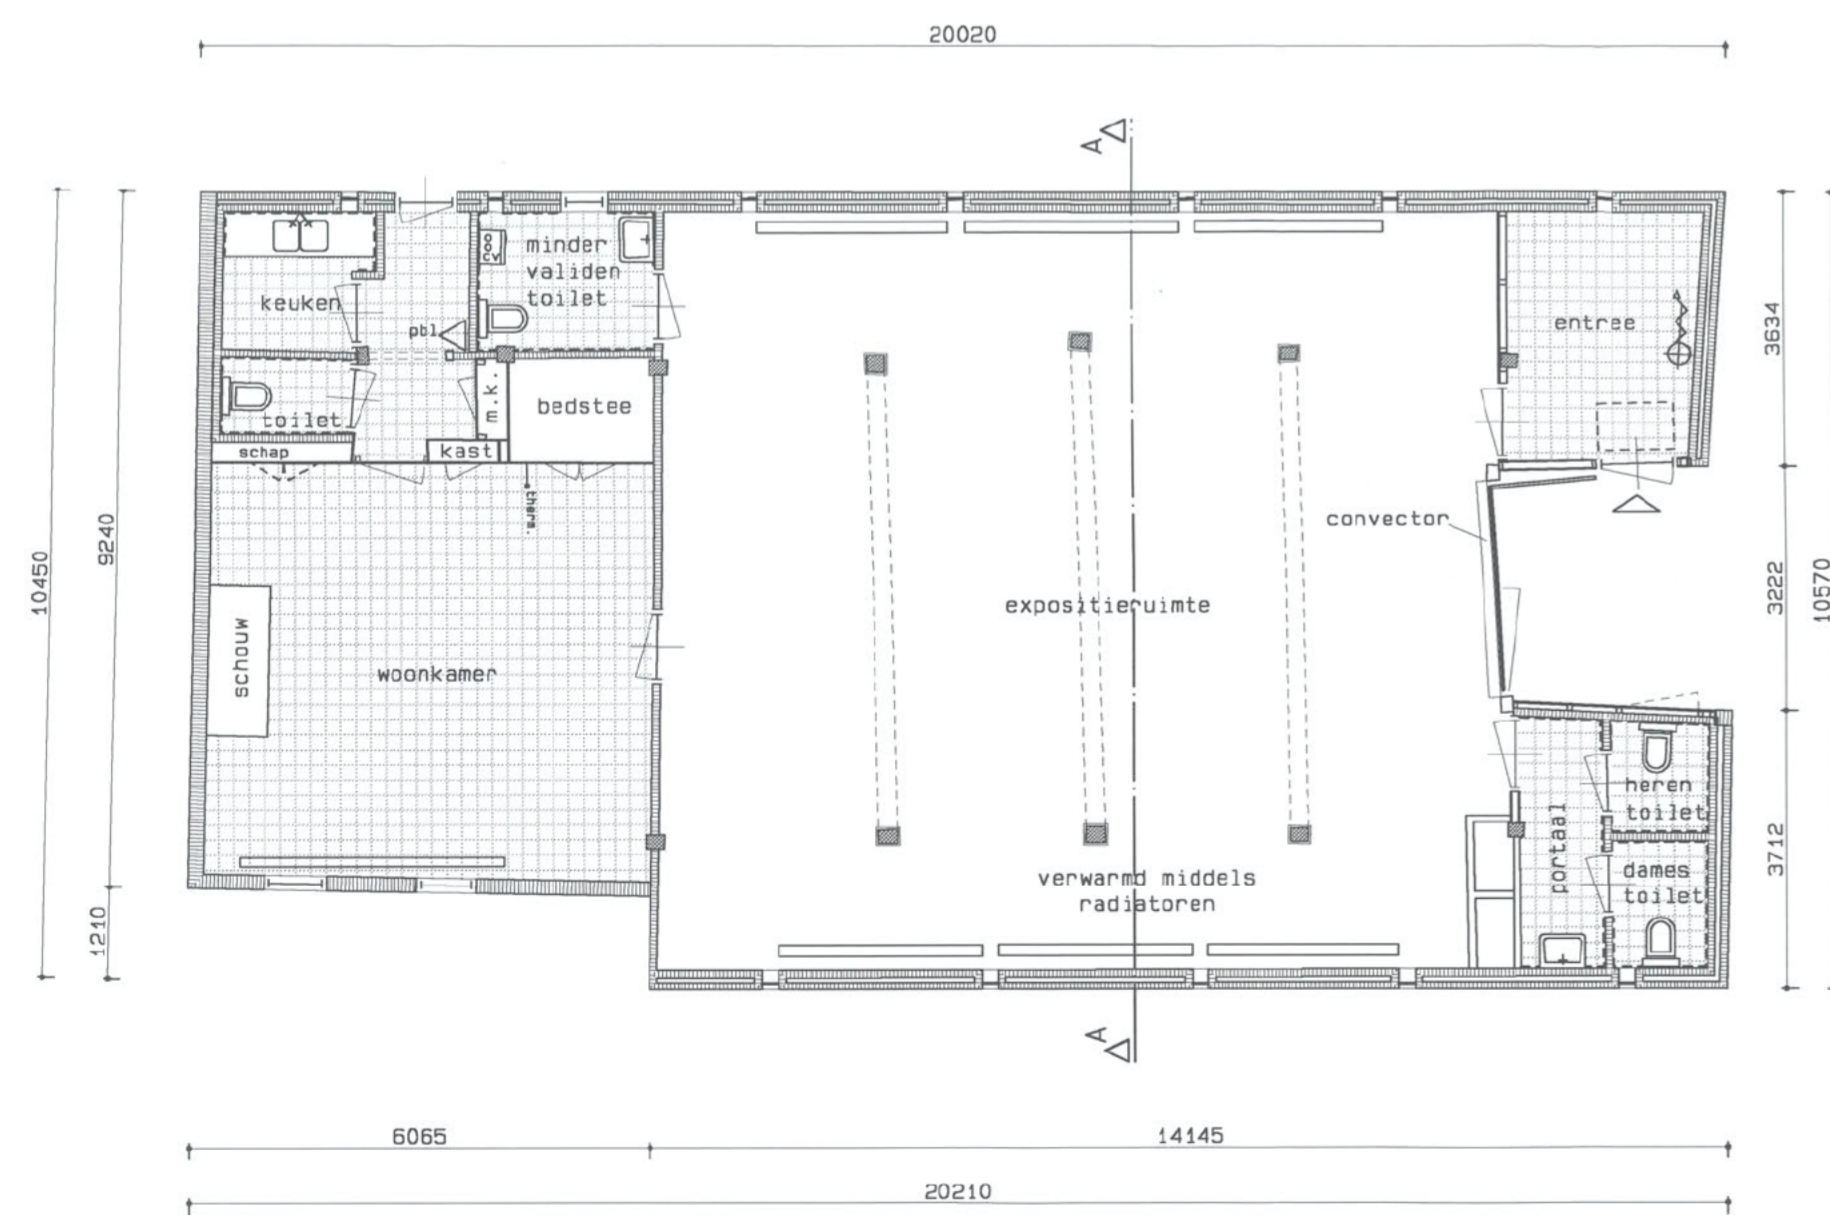 20020
A
minder
validen
toilet
keuken
pbl.
entree
3634
m.k.
bedstee
toilet
schap
kast
therm.
convector
9240
10450
3222
10570
expositieruimte
schouw
woonkamer
heren
toilet
portaal
dames
toilet
3712
verwarmd middels
radiatoren
1210
A
6065
14145
20210